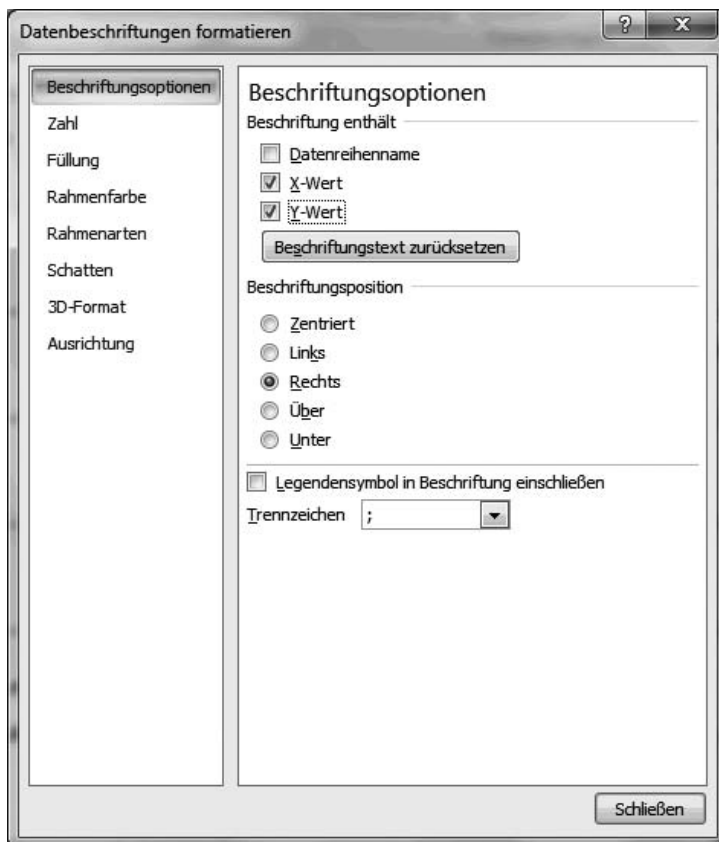 Datenbeschriftungen formatieren
Beschriftungsoptionen
Zahl
Füllung
Rahmenfarbe
Rahmenarten
Schatten
3D-Format
Ausrichtung
Beschriftungsoptionen
Beschriftung enthält
Datenreihenname
X-Wert
Y-Wert
Beschriftungstext zurücksetzen
Beschriftungsposition
Zentriert
Links
Rechts
Über
Unter
Legendensymbol in Beschriftung einschließen
Trennzeichen ;
Schließen